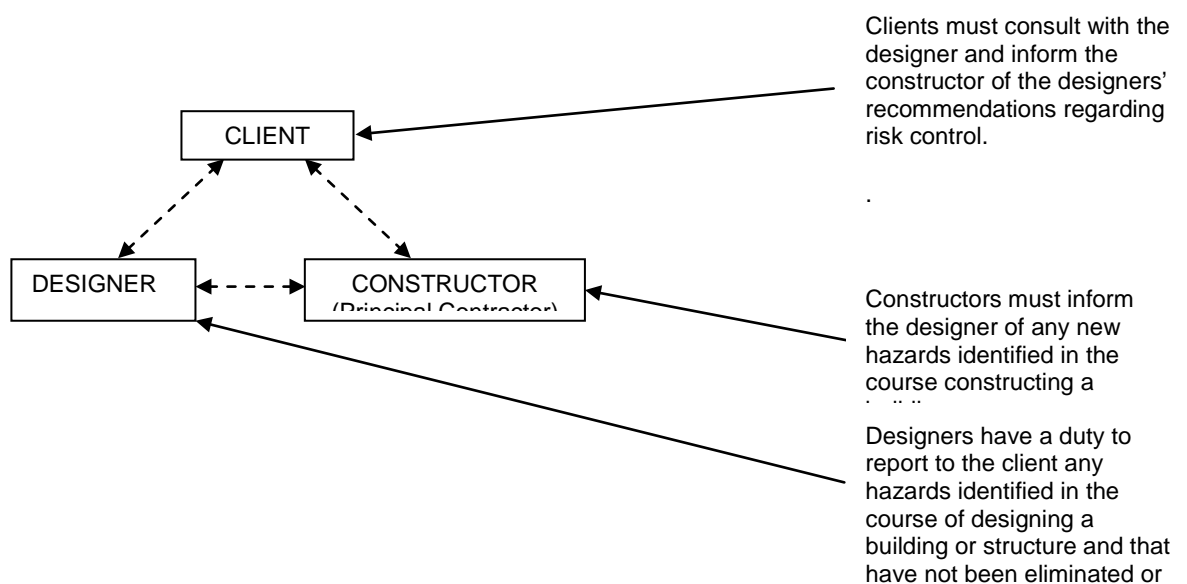 Clients must consult with the
designer and inform the
constructor of the designers’
recommendations regarding
risk control.
.
CLIENT
DESIGNER
CONSTRUCTOR
(Principal Contractor)
Constructors must inform
the designer of any new
hazards identified in the
course constructing a
Designers have a duty to
report to the client any
hazards identified in the
course of designing a
building or structure and that
have not been eliminated or